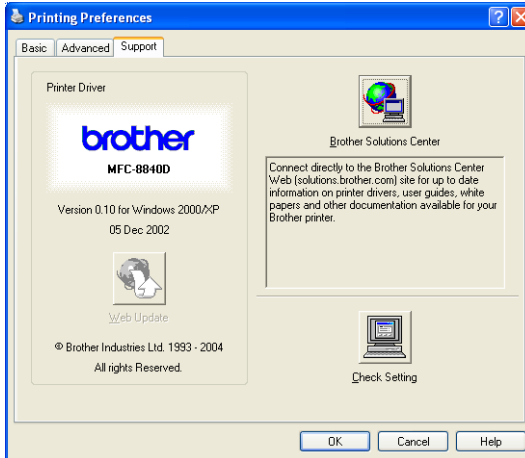 Printing Preferences
Basic Advanced Support
Printer Driver
brother
MFC-8840D
Version 0.10 for Windows 2000/XP
05 Dec 2002
Web Update
© Brother Industries Ltd. 1993 - 2004
All rights Reserved.
Brother Solutions Center
Connect directly to the Brother Solutions Center
Web (solutions.brother.com) site for up to date
information on printer drivers, user guides, white
papers and other documentation available for your
Brother printer.
Check Setting
OK Cancel Help